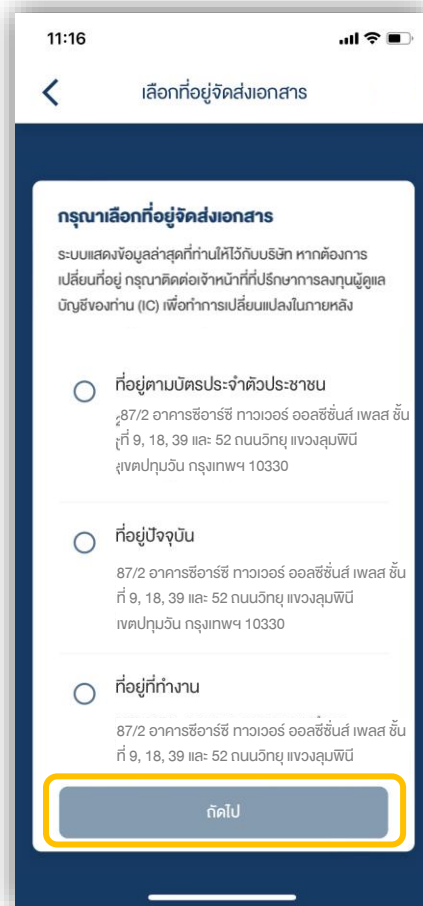 11:16
เลือกที่อยู่จัดส่งเอกสาร
กรุณาเลือกที่อยู่จัดส่งเอกสาร
ระบบแสดงข้อมูลล่าสุดที่ท่านให้ไว้กับบริษัท หากต้องการ
เปลี่ยนที่อยู่ กรุณาติดต่อเจ้าหน้าที่ที่ปรึกษาการลงทุนผู้ดูแล
บัญชีของท่าน (IC) เพื่อทำการเปลี่ยนแปลงในภายหลัง
ที่อยู่ตามบัตรประจำตัวประชาชน
87/2 อาคารซีอาร์ซี ทาวเวอร์ ออลซีซั่นส์ เพลส ชั้น
ที่ 9, 18, 39 และ 52 ถนนวิทยุ แขวงลุมพินี
เขตปทุมวัน กรุงเทพฯ 10330
ที่อยู่ปัจจุบัน
87/2 อาคารซีอาร์ซี ทาวเวอร์ ออลซีซั่นส์ เพลส ชั้น
ที่ 9, 18, 39 และ 52 ถนนวิทยุ แขวงลุมพินี
เขตปทุมวัน กรุงเทพฯ 10330
ที่อยู่ที่ทำงาน
87/2 อาคารซีอาร์ซี ทาวเวอร์ ออลซีซั่นส์ เพลส ชั้น
ที่ 9, 18, 39 และ 52 ถนนวิทยุ แขวงลุมพินี
ถัดไป